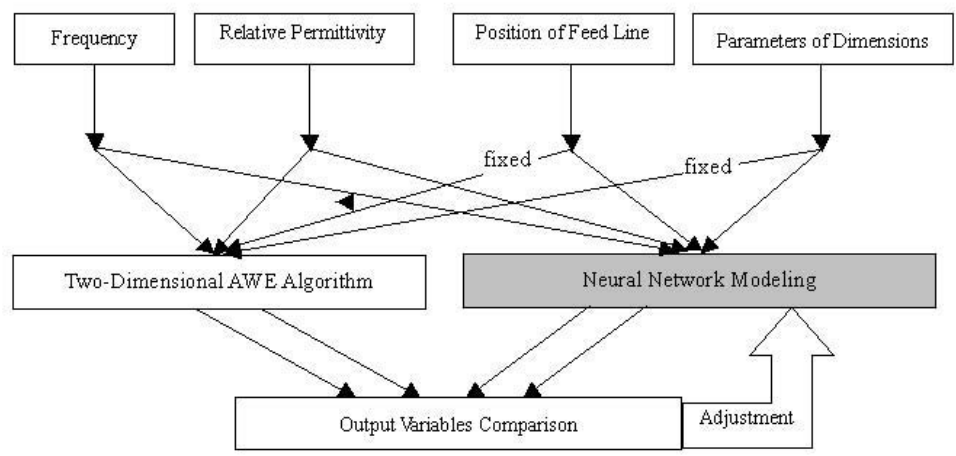 Frequency
Relative Permittivity
Position of Feed Line
Parameters of Dimensions
fixed
fixed
Two-Dimensional AWE Algorithm
Neural Network Modeling
Output Variables Comparison
Adjustment